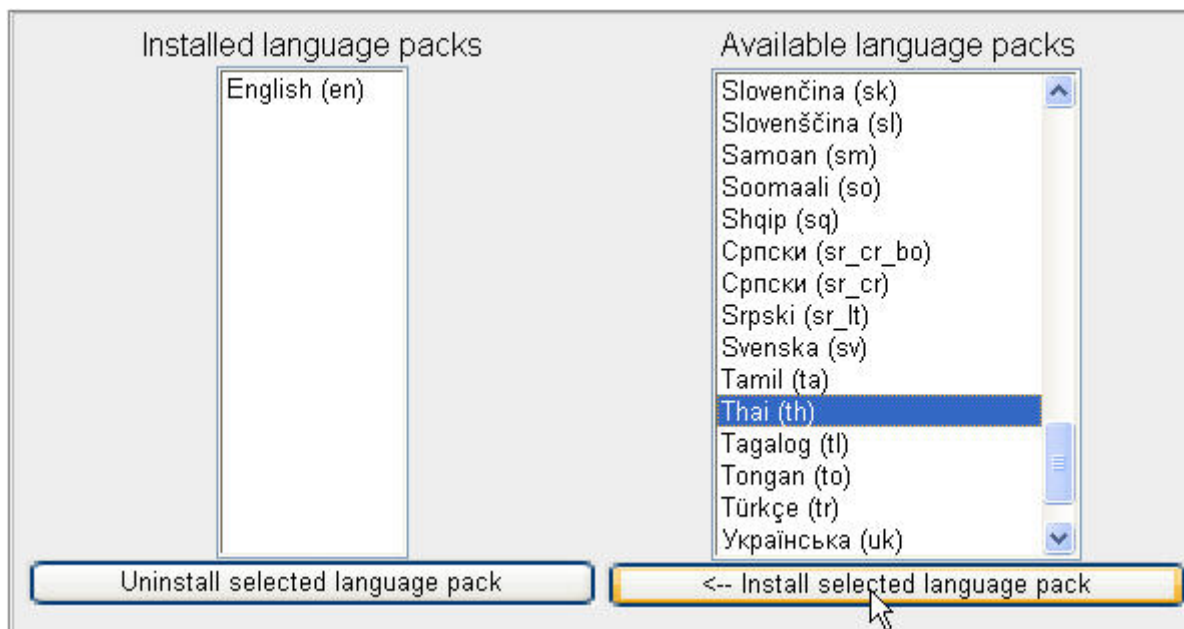 Installed language packs
English (en)
Uninstall selected language pack
Available language packs
Slovenčina (sk)
Slovenščina (sl)
Samoan (sm)
Soomaali (so)
Shqip (sq)
Српски (sr_cr_bo)
Српски (sr_cr)
Srpski (sr_lt)
Svenska (sv)
Tamil (ta)
Thai (th)
Tagalog (tl)
Tongan (to)
Türkçe (tr)
Українська (uk)
<-- Install selected language pack